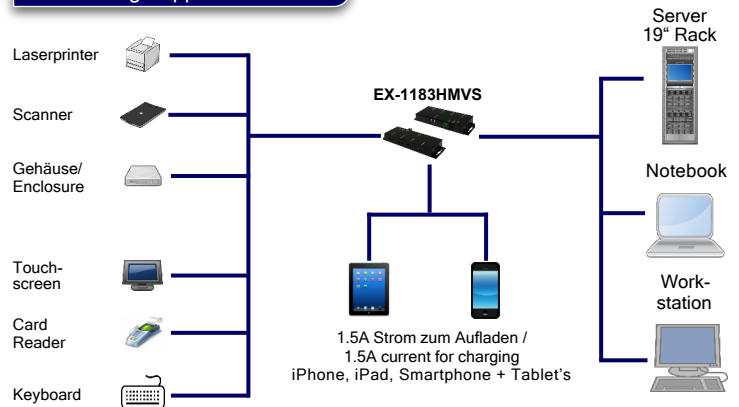 Laserprinter
Scanner
Gehäuse/
Enclosure
Touch-
screen
Card
Reader
Keyboard
EX-1183HMVS
1.5A Strom zum Aufladen /
1.5A current for charging
iPhone, iPad, Smartphone + Tablet's
Server
19“ Rack
Notebook
Work-
station